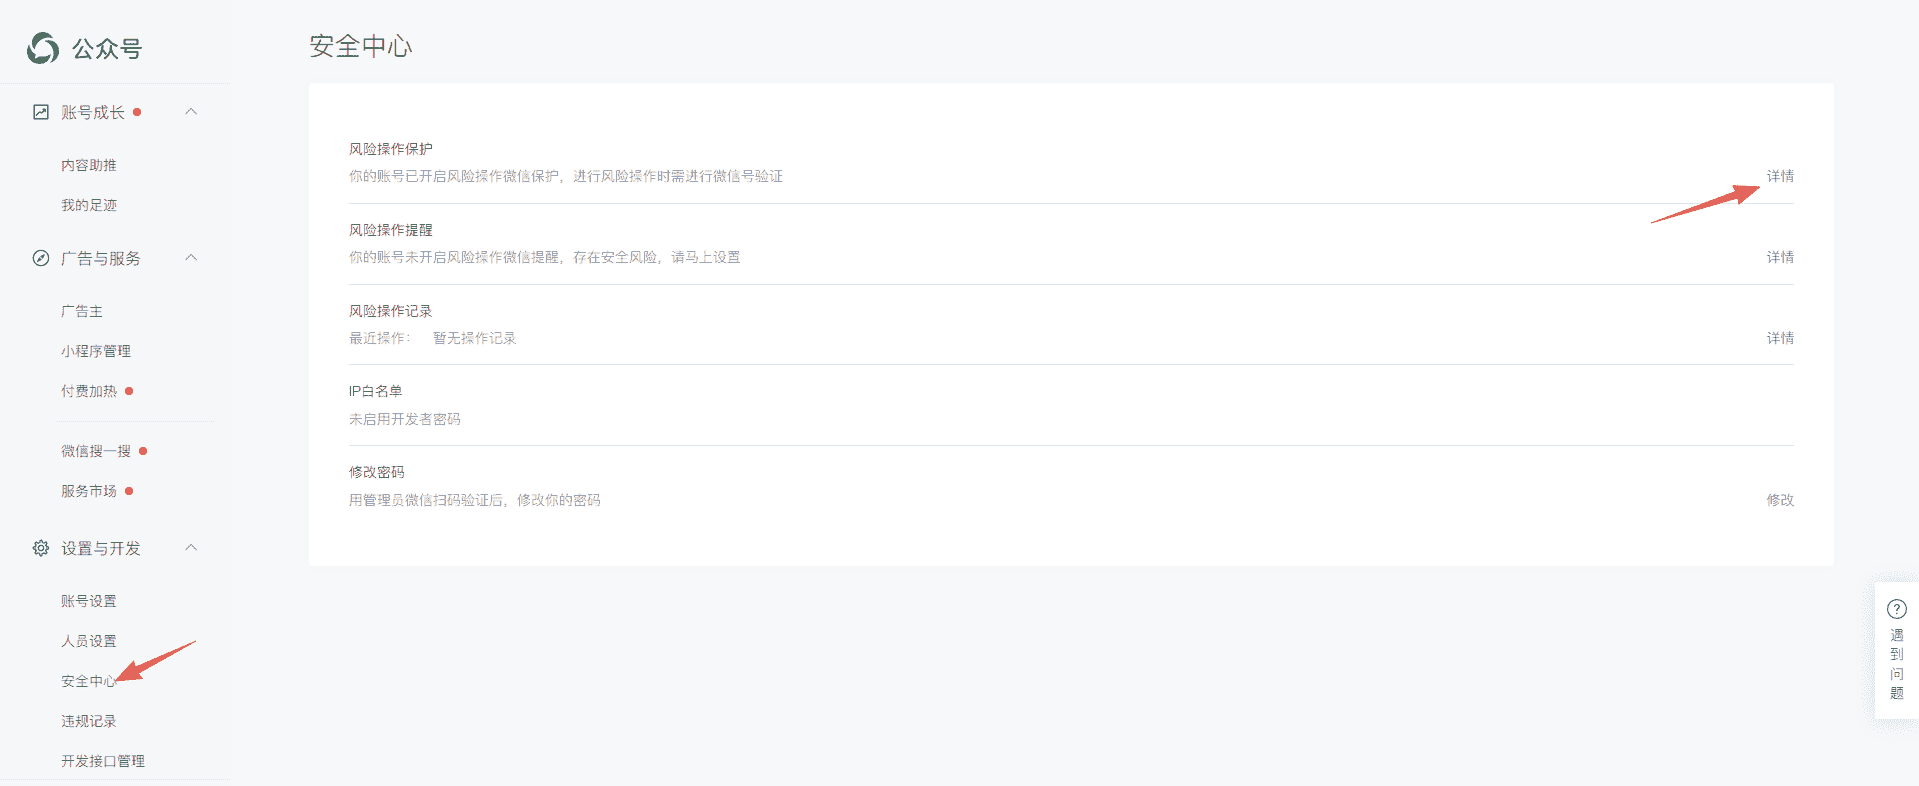 公众号
账号成长
内容助推
我的足迹
广告与服务
广告主
小程序管理
付费加热
微信搜一搜
服务市场
设置与开发
账号设置
人员设置
安全中心
违规记录
开发接口管理
安全中心
风险操作保护
你的账号已开启风险操作微信保护，进行风险操作时需进行微信号验证
详情
风险操作提醒
你的账号未开启风险操作微信提醒，存在安全风险，请马上设置
详情
风险操作记录
最近操作： 暂无操作记录
详情
IP白名单
未启用开发者密码
修改密码
用管理员微信扫码验证后，修改你的密码
修改
遇到问题